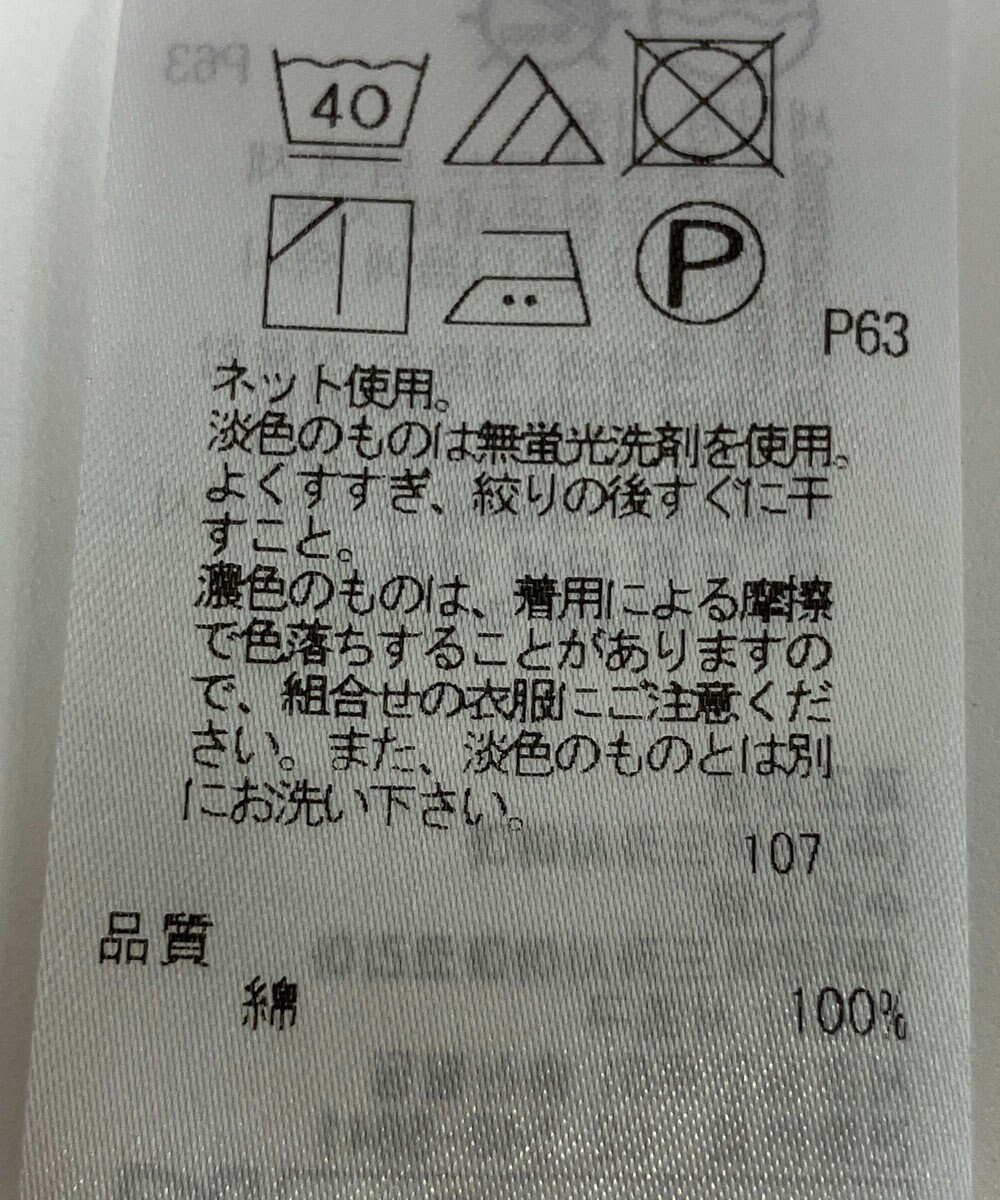 40
P
P63
ネット使用。
淡色のものは無蛍光洗剤を使用。
よくすすぎ、絞りの後すぐに干
すこと。
濃色のものは、着用による摩擦
で色落ちすることがありますの
で、組合せの衣服にご注意くだ
さい。また、淡色のものとは別
にお洗い下さい。
107
品質
綿 100%